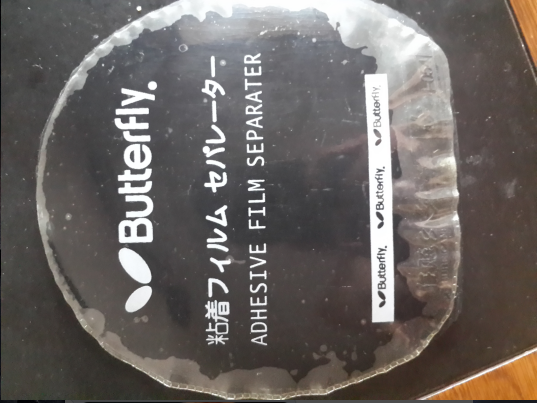 Butterfly.
粘着フィルム セパレーター
ADHESIVE FILM SEPARATER
Butterfly. Butterfly. Butterfly.